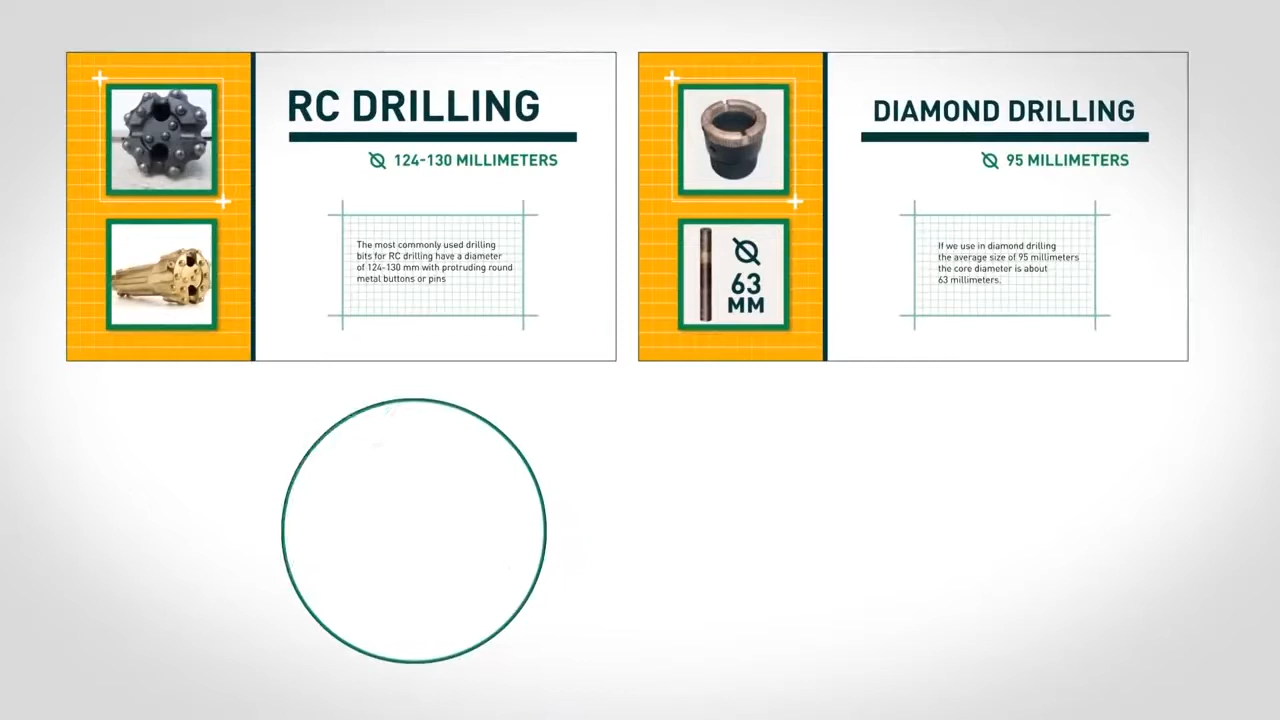 RC DRILLING
124-130 MILLIMETERS
The most commonly used drilling
bits for RC drilling have a diameter
of 124-130 mm with protruding round
metal buttons or pins
DIAMOND DRILLING
95 MILLIMETERS
63
MM
If we use in diamond drilling
the average size of 95 millimeters
the core diameter is about
63 millimeters.